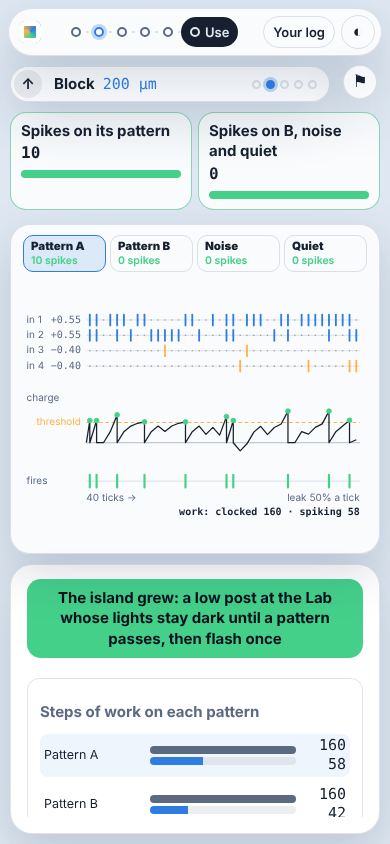 Use
Your log
Block 200 µm
Spikes on its pattern
10
Spikes on B, noise
and quiet
0
Pattern A
10 spikes
Pattern B
0 spikes
Noise
0 spikes
Quiet
0 spikes
in 1 +0.55
in 2 +0.55
in 3 −0.40
in 4 −0.40
charge
threshold
fires
40 ticks →
leak 50% a tick
work: clocked 160 · spiking 58
The island grew: a low post at the Lab
whose lights stay dark until a pattern
passes, then flash once
Steps of work on each pattern
Pattern A
160
58
Pattern B
160
42